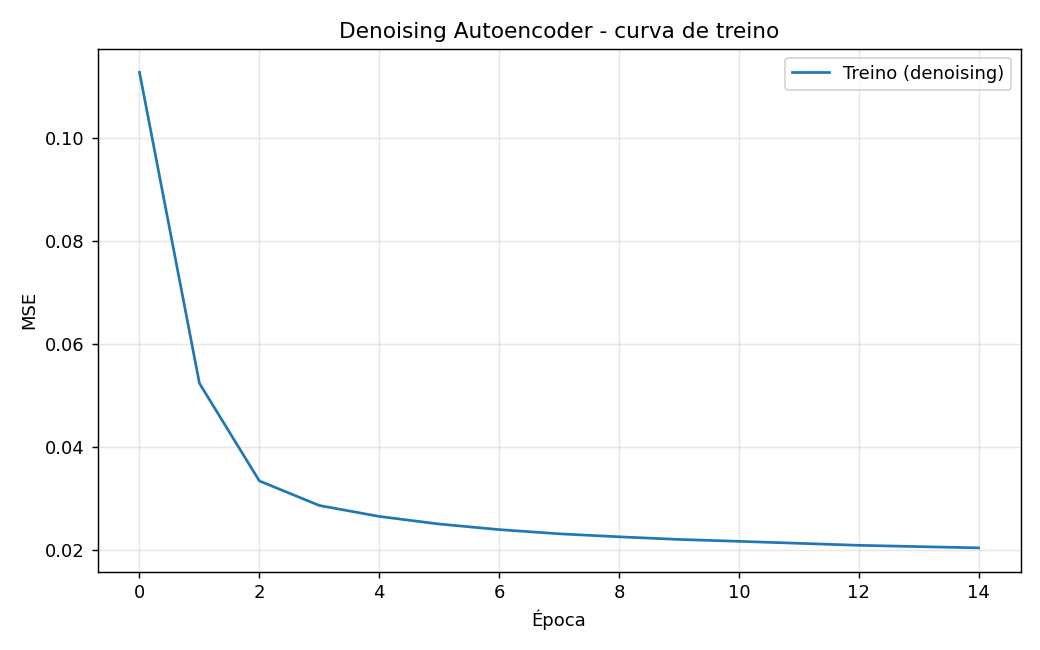 Denoising Autoencoder - curva de treino
Treino (denoising)
MSE
0.10
0.08
0.06
0.04
0.02
0 2 4 6 8 10 12 14
Época